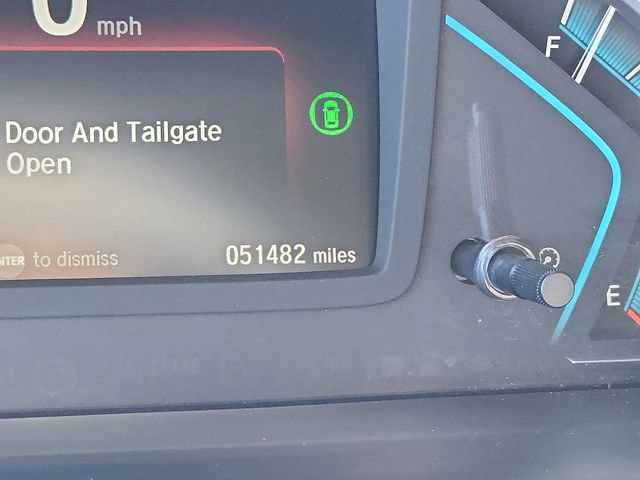 0 mph
F
Door And Tailgate
Open
ENTER to dismiss
051482 miles
E